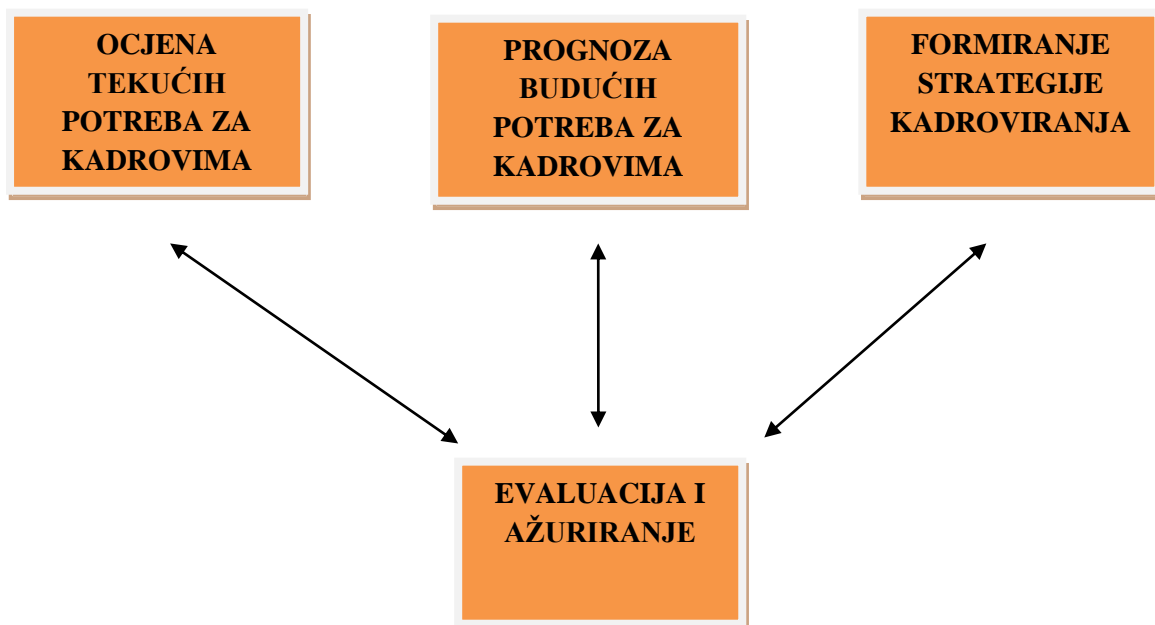 OCJENA
TEKUĆIH
POTREBA ZA
KADROVIMA
PROGNOZA
BUDUĆIH
POTREBA ZA
KADROVIMA
FORMIRANJE
STRATEGIJE
KADROVIRANJA
EVALUACIJA I
AŽURIRANJE